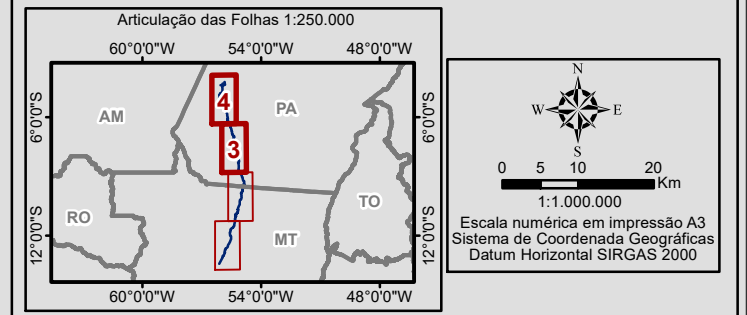 Articulação das Folhas 1:250.000
60°0'0"W 54°0'0"W 48°0'0"W
6°0'0"S
12°0'0"S
AM
PA
4
3
RO
MT
TO
6°0'0"S
12°0'0"S
60°0'0"W 54°0'0"W 48°0'0"W
N
W E
S
0 5 10 20
Km
1:1.000.000
Escala numérica em impressão A3
Sistema de Coordenada Geográficas
Datum Horizontal SIRGAS 2000